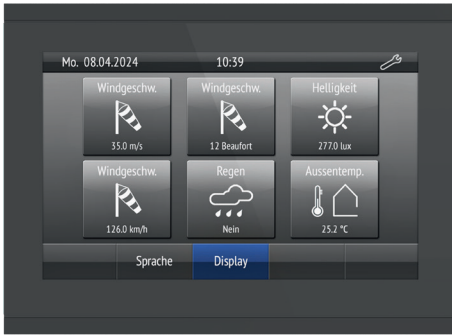 Mo. 08.04.2024 10:39
Windgeschw. Windgeschw. Helligkeit
35.0 m/s 12 Beaufort 277.0 lux
Windgeschw. Regen Aussentemp.
126.0 km/h Nein 25.2 °C
Sprache Display